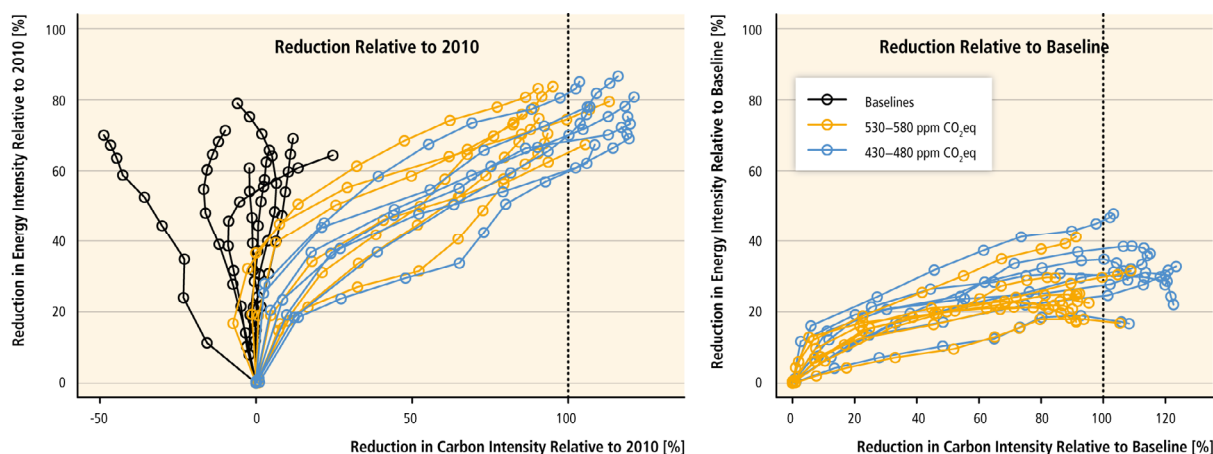 Reduction in Energy Intensity Relative to 2010 [%]
Reduction Relative to 2010
100
80
60
40
20
0
-50
0
50
100
Reduction in Carbon Intensity Relative to 2010 [%]
Reduction in Energy Intensity Relative to Baseline [%]
Reduction Relative to Baseline
Baselines
530–580 ppm CO2eq
430–480 ppm CO2eq
100
80
60
40
20
0
0
20
40
60
80
100
120
Reduction in Carbon Intensity Relative to Baseline [%]